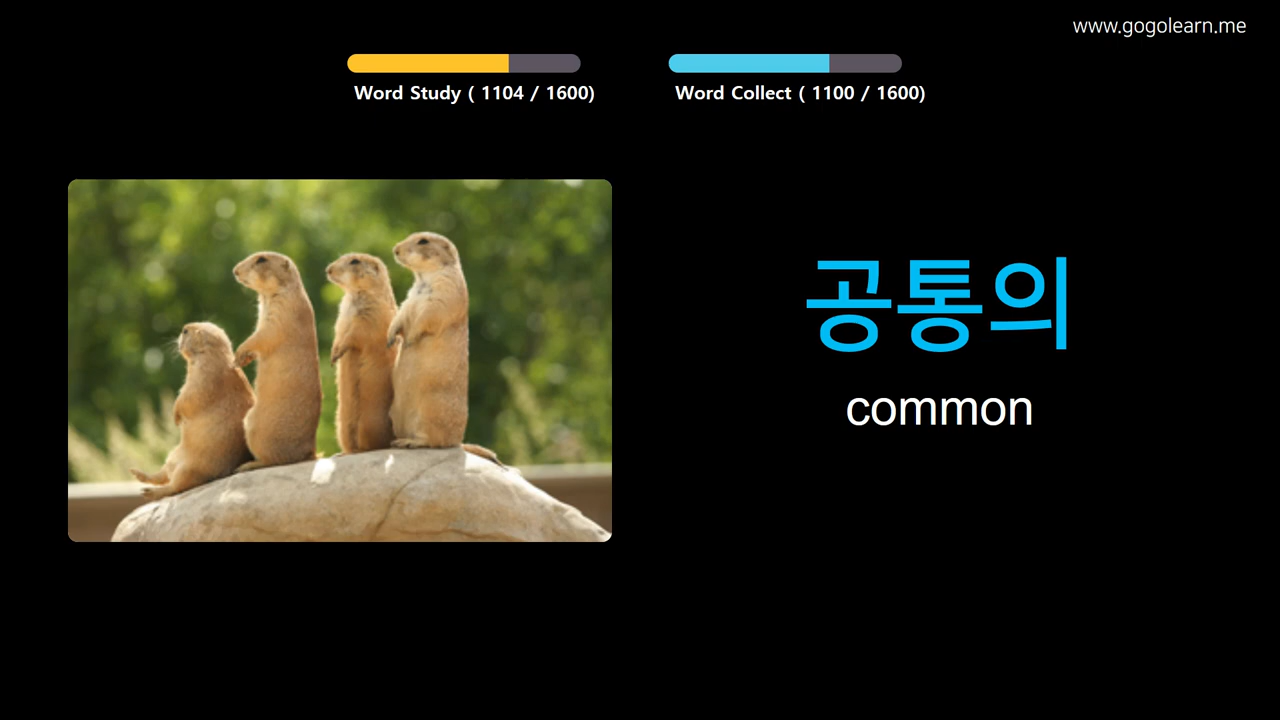 www.gogolearn.me
Word Study ( 1104 / 1600)
Word Collect ( 1100 / 1600)
공통의
common